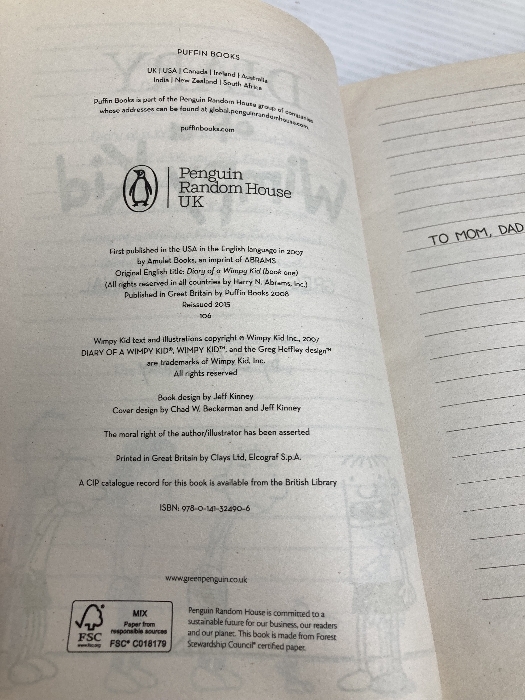 PUFFIN BOOKS
UK | USA | Canada | Ireland | Australia
India | New Zealand | South Africa
Puffin Books is part of the Penguin Random House group of companies
whose addresses can be found at global.penguinrandomhouse.com
puffinbooks.com
Penguin
Random House
UK
First published in the USA in the English language in 2007
by Amulet Books, an imprint of ABRAMS
Original English title: Diary of a Wimpy Kid (book one)
(All rights reserved in all countries by Harry N. Abrams, Inc.)
Published in Great Britain by Puffin Books 2008
Reissued 2015
106
Wimpy Kid text and illustrations copyright © Wimpy Kid Inc., 2007
DIARY OF A WIMPY KID®, WIMPY KID™, and the Greg Heffley design™
are trademarks of Wimpy Kid, Inc.
All rights reserved
Book design by Jeff Kinney
Cover design by Chad W. Beckerman and Jeff Kinney
The moral right of the author/illustrator has been asserted
Printed in Great Britain by Clays Ltd, Elcograf S.p.A.
A CIP catalogue record for this book is available from the British Library
ISBN: 978-0-141-32490-6
www.greenpenguin.co.uk
FSC
www.fsc.org
MIX
Paper from
responsible sources
FSC® C018179
Penguin Random House is committed to a
sustainable future for our business, our readers
and our planet. This book is made from Forest
Stewardship Council® certified paper.
TO MOM, DAD